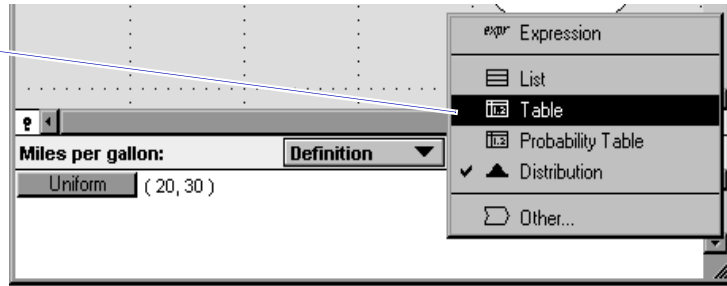 expr Expression
List
Table
Probability Table
Distribution
Other...
?
Miles per gallon:
Definition
Uniform ( 20, 30 )